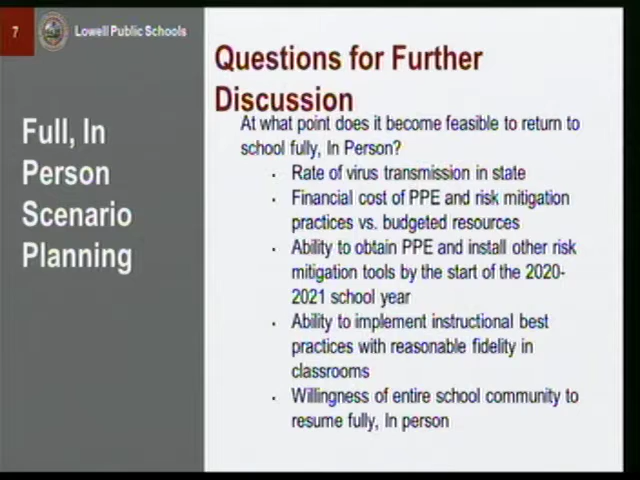 7
Lowell Public Schools
Full, In
Person
Scenario
Planning
Questions for Further
Discussion
At what point does it become feasible to return to
school fully, In Person?
• Rate of virus transmission in state
• Financial cost of PPE and risk mitigation
practices vs. budgeted resources
• Ability to obtain PPE and install other risk
mitigation tools by the start of the 2020-
2021 school year
• Ability to implement instructional best
practices with reasonable fidelity in
classrooms
• Willingness of entire school community to
resume fully, In person